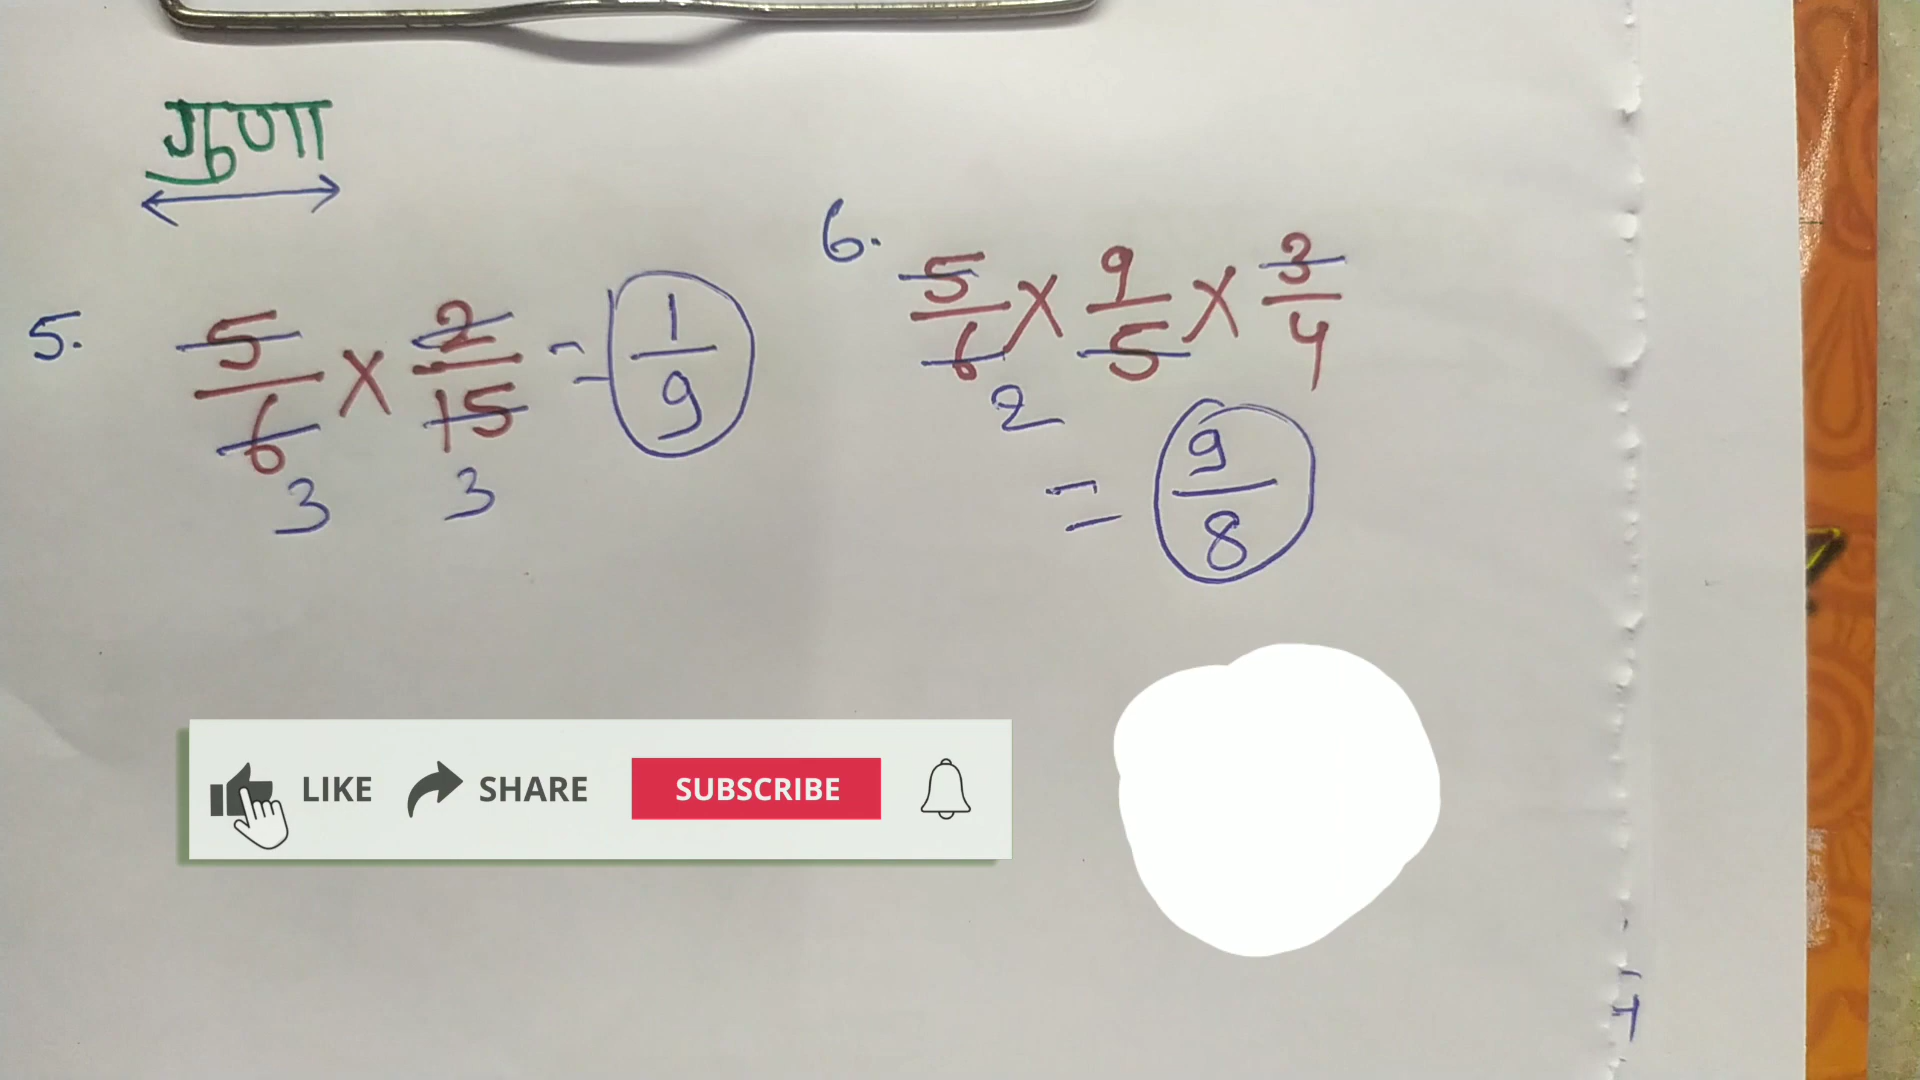 गुणा
5. 5/6 × 2/15 = 1/9
3 3
6. 5/6 × 9/5 × 3/4
2
= 9/8
LIKE SHARE SUBSCRIBE